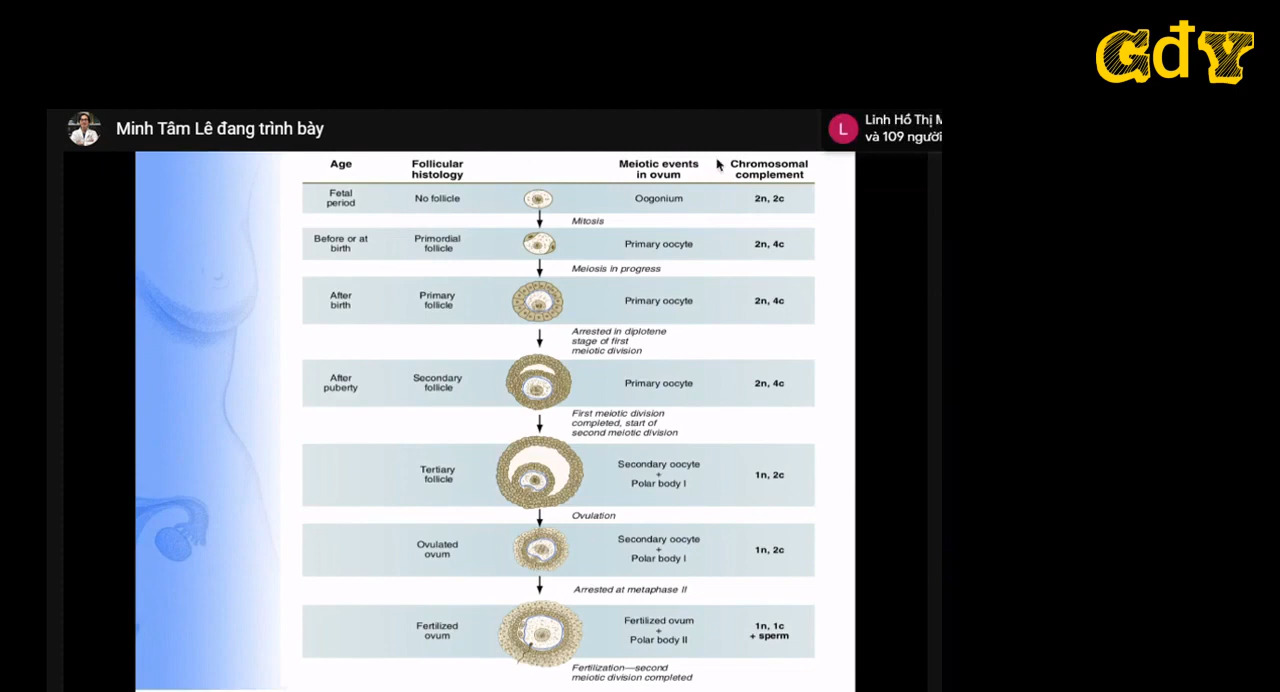 GđY
Minh Tâm Lê đang trình bày
L
Linh Hồ Thị M
và 109 người
Age
Follicular
histology
Meiotic events
in ovum
Chromosomal
complement
Fetal
period
No follicle
Oogonium
2n, 2c
Mitosis
Before or at
birth
Primordial
follicle
Primary oocyte
2n, 4c
Meiosis in progress
After
birth
Primary
follicle
Primary oocyte
2n, 4c
Arrested in diplotene
stage of first
meiotic division
After
puberty
Secondary
follicle
Primary oocyte
2n, 4c
First meiotic division
completed, start of
second meiotic division
Tertiary
follicle
Secondary oocyte
+
Polar body I
1n, 2c
Ovulation
Ovulated
ovum
Secondary oocyte
+
Polar body I
1n, 2c
Arrested at metaphase II
Fertilized
ovum
Fertilized ovum
+
Polar body II
1n, 1c
+ sperm
Fertilization—second
meiotic division completed